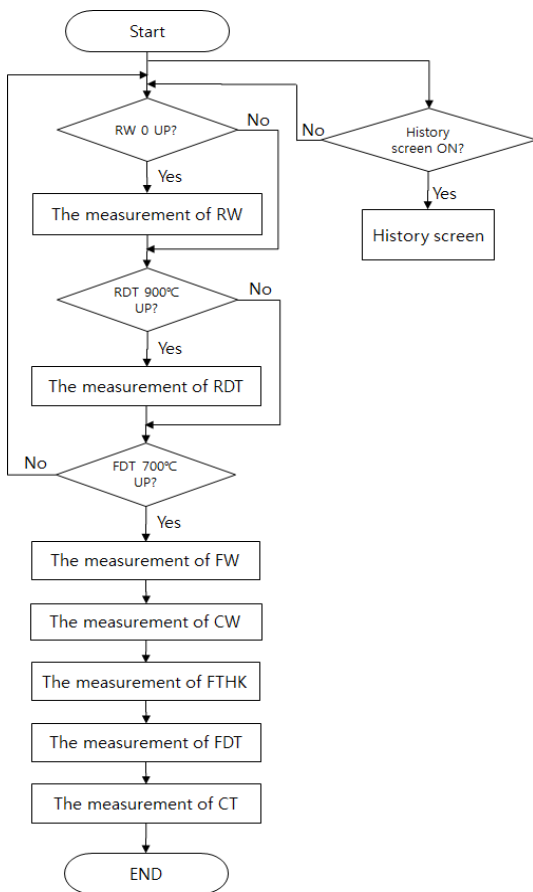 Start
RW 0 UP?
No
No
History
screen ON?
Yes
Yes
The measurement of RW
History screen
RDT 900℃
UP?
No
Yes
The measurement of RDT
No
FDT 700℃
UP?
Yes
The measurement of FW
The measurement of CW
The measurement of FTHK
The measurement of FDT
The measurement of CT
END